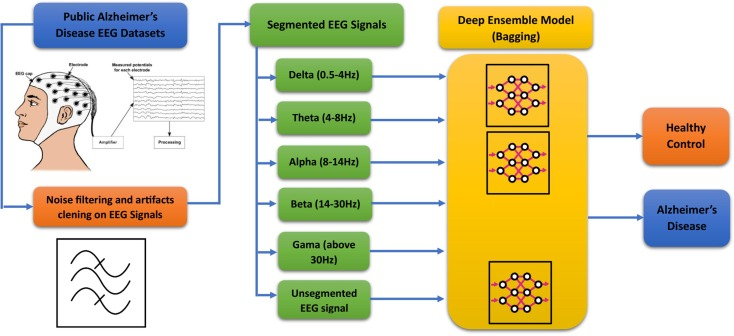 Public Alzheimer's
Disease EEG Datasets
EEG cap
Electrode
Measured potentials
for each electrode
Amplifier
Processing
Noise filtering and artifacts
clening on EEG Signals
Segmented EEG Signals
Delta (0.5-4Hz)
Theta (4-8Hz)
Alpha (8-14Hz)
Beta (14-30Hz)
Gama (above
30Hz)
Unsegmented
EEG signal
Deep Ensemble Model
(Bagging)
Healthy
Control
Alzheimer's
Disease